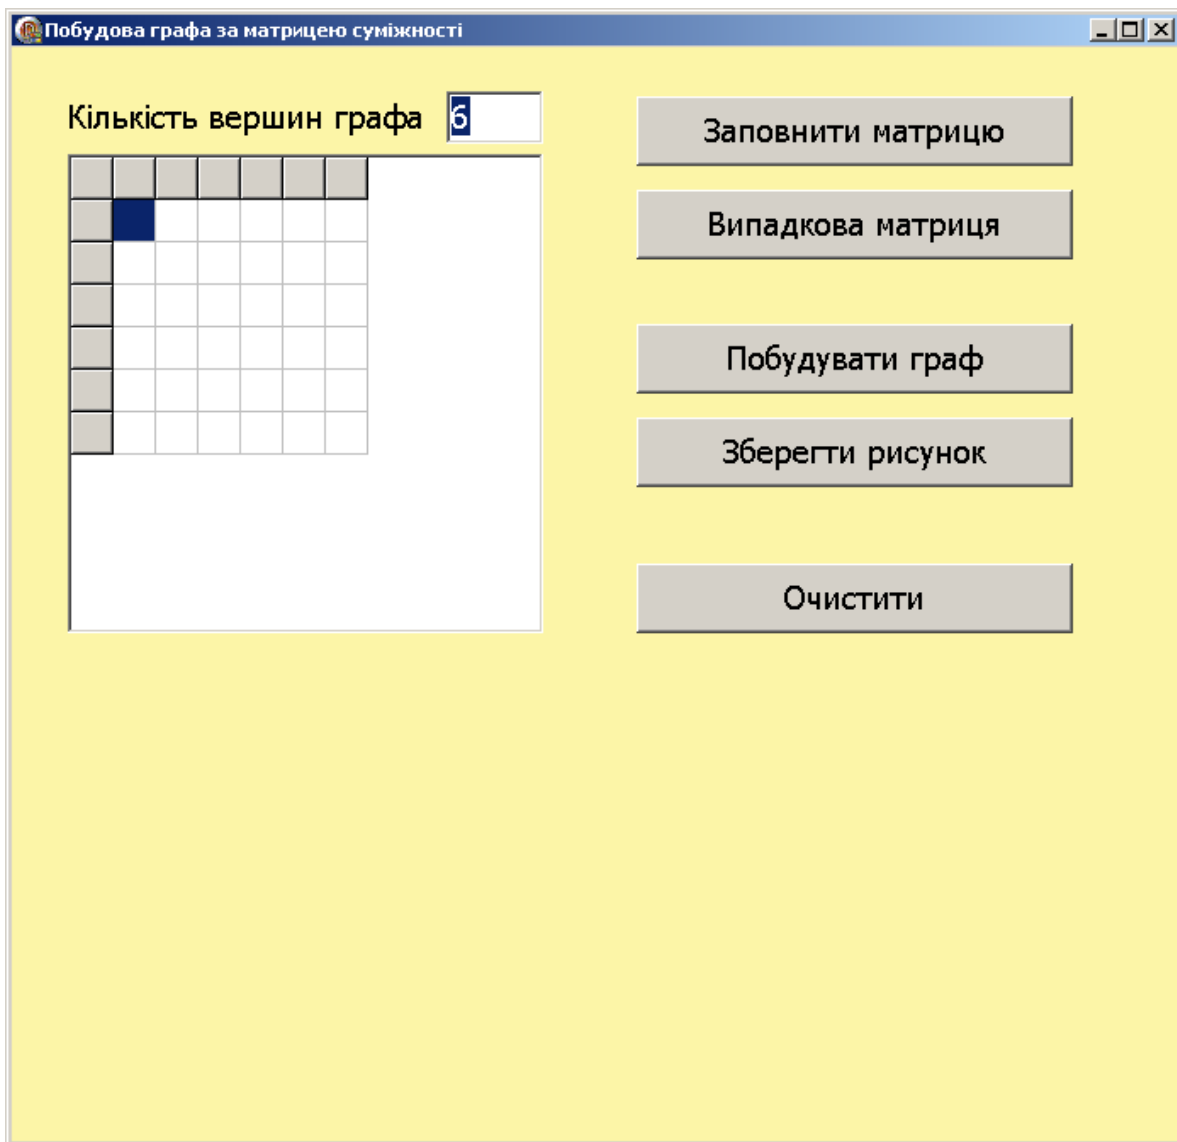 Побудова графа за матрицею суміжності
Кількість вершин графа 6
Заповнити матрицю
Випадкова матриця
Побудувати граф
Зберегти рисунок
Очистити